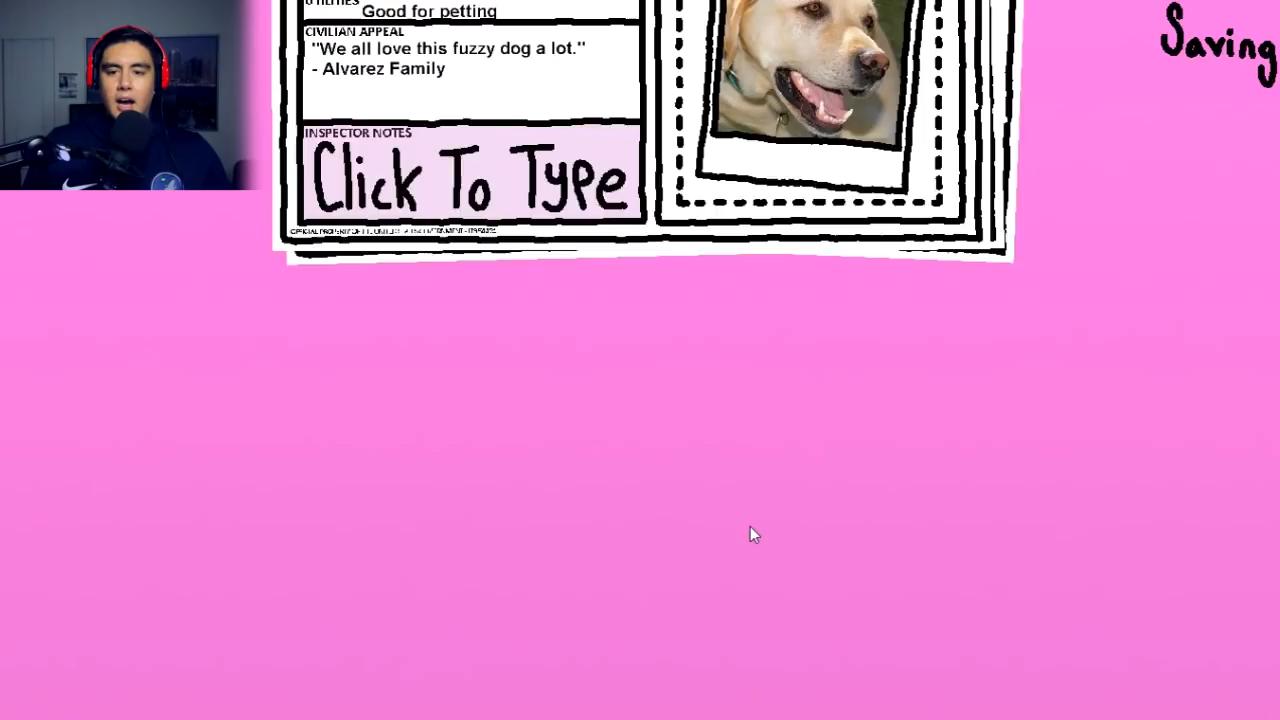 UTILITIES
Good for petting
Saving
CIVILIAN APPEAL
"We all love this fuzzy dog a lot."
- Alvarez Family
INSPECTOR NOTES
Click To Type